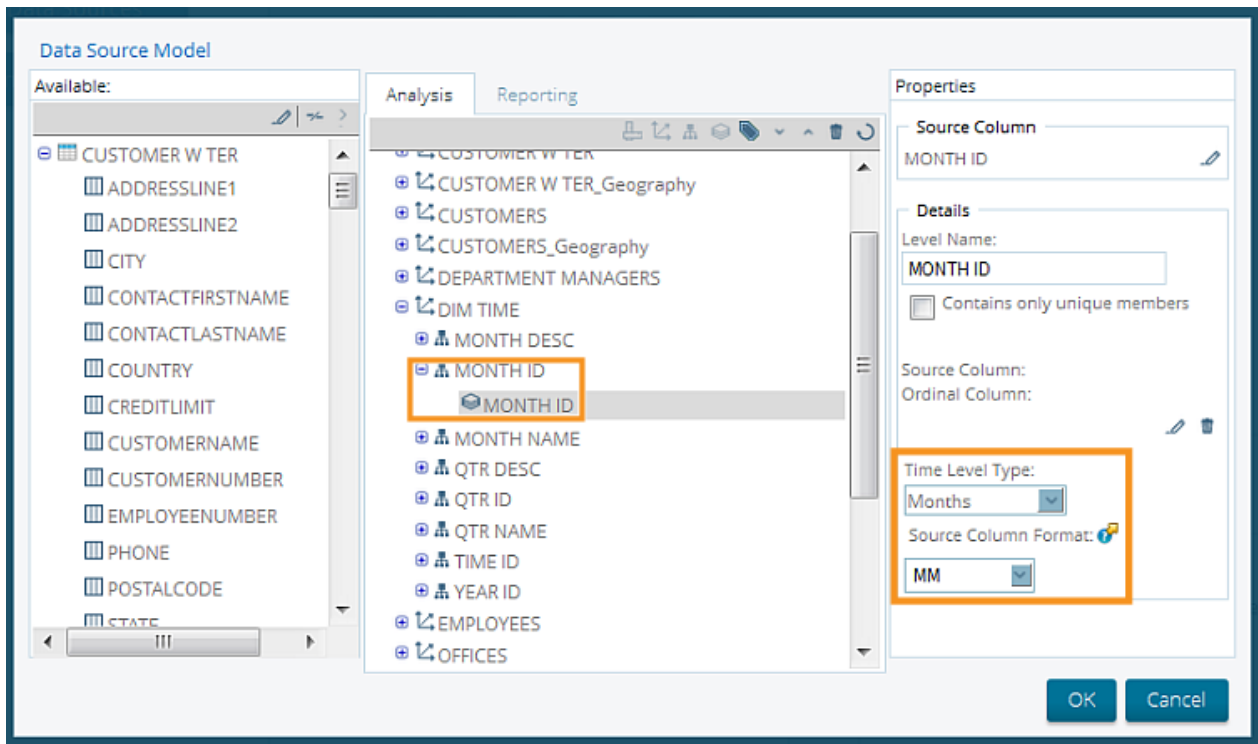 Data Source Model
Available:
CUSTOMER W TER
ADDRESSLINE1
ADDRESSLINE2
CITY
CONTACTFIRSTNAME
CONTACTLASTNAME
COUNTRY
CREDITLIMIT
CUSTOMERNAME
CUSTOMERNUMBER
EMPLOYEENUMBER
PHONE
POSTALCODE
STATE
Analysis
Reporting
CUSTOMER W TER
CUSTOMER W TER_Geography
CUSTOMERS
CUSTOMERS_Geography
DEPARTMENT MANAGERS
DIM TIME
MONTH DESC
MONTH ID
MONTH ID
MONTH NAME
QTR DESC
QTR ID
QTR NAME
TIME ID
YEAR ID
EMPLOYEES
OFFICES
Properties
Source Column
MONTH ID
Details
Level Name:
MONTH ID
Contains only unique members
Source Column:
Ordinal Column:
Time Level Type:
Months
Source Column Format:
MM
OK
Cancel